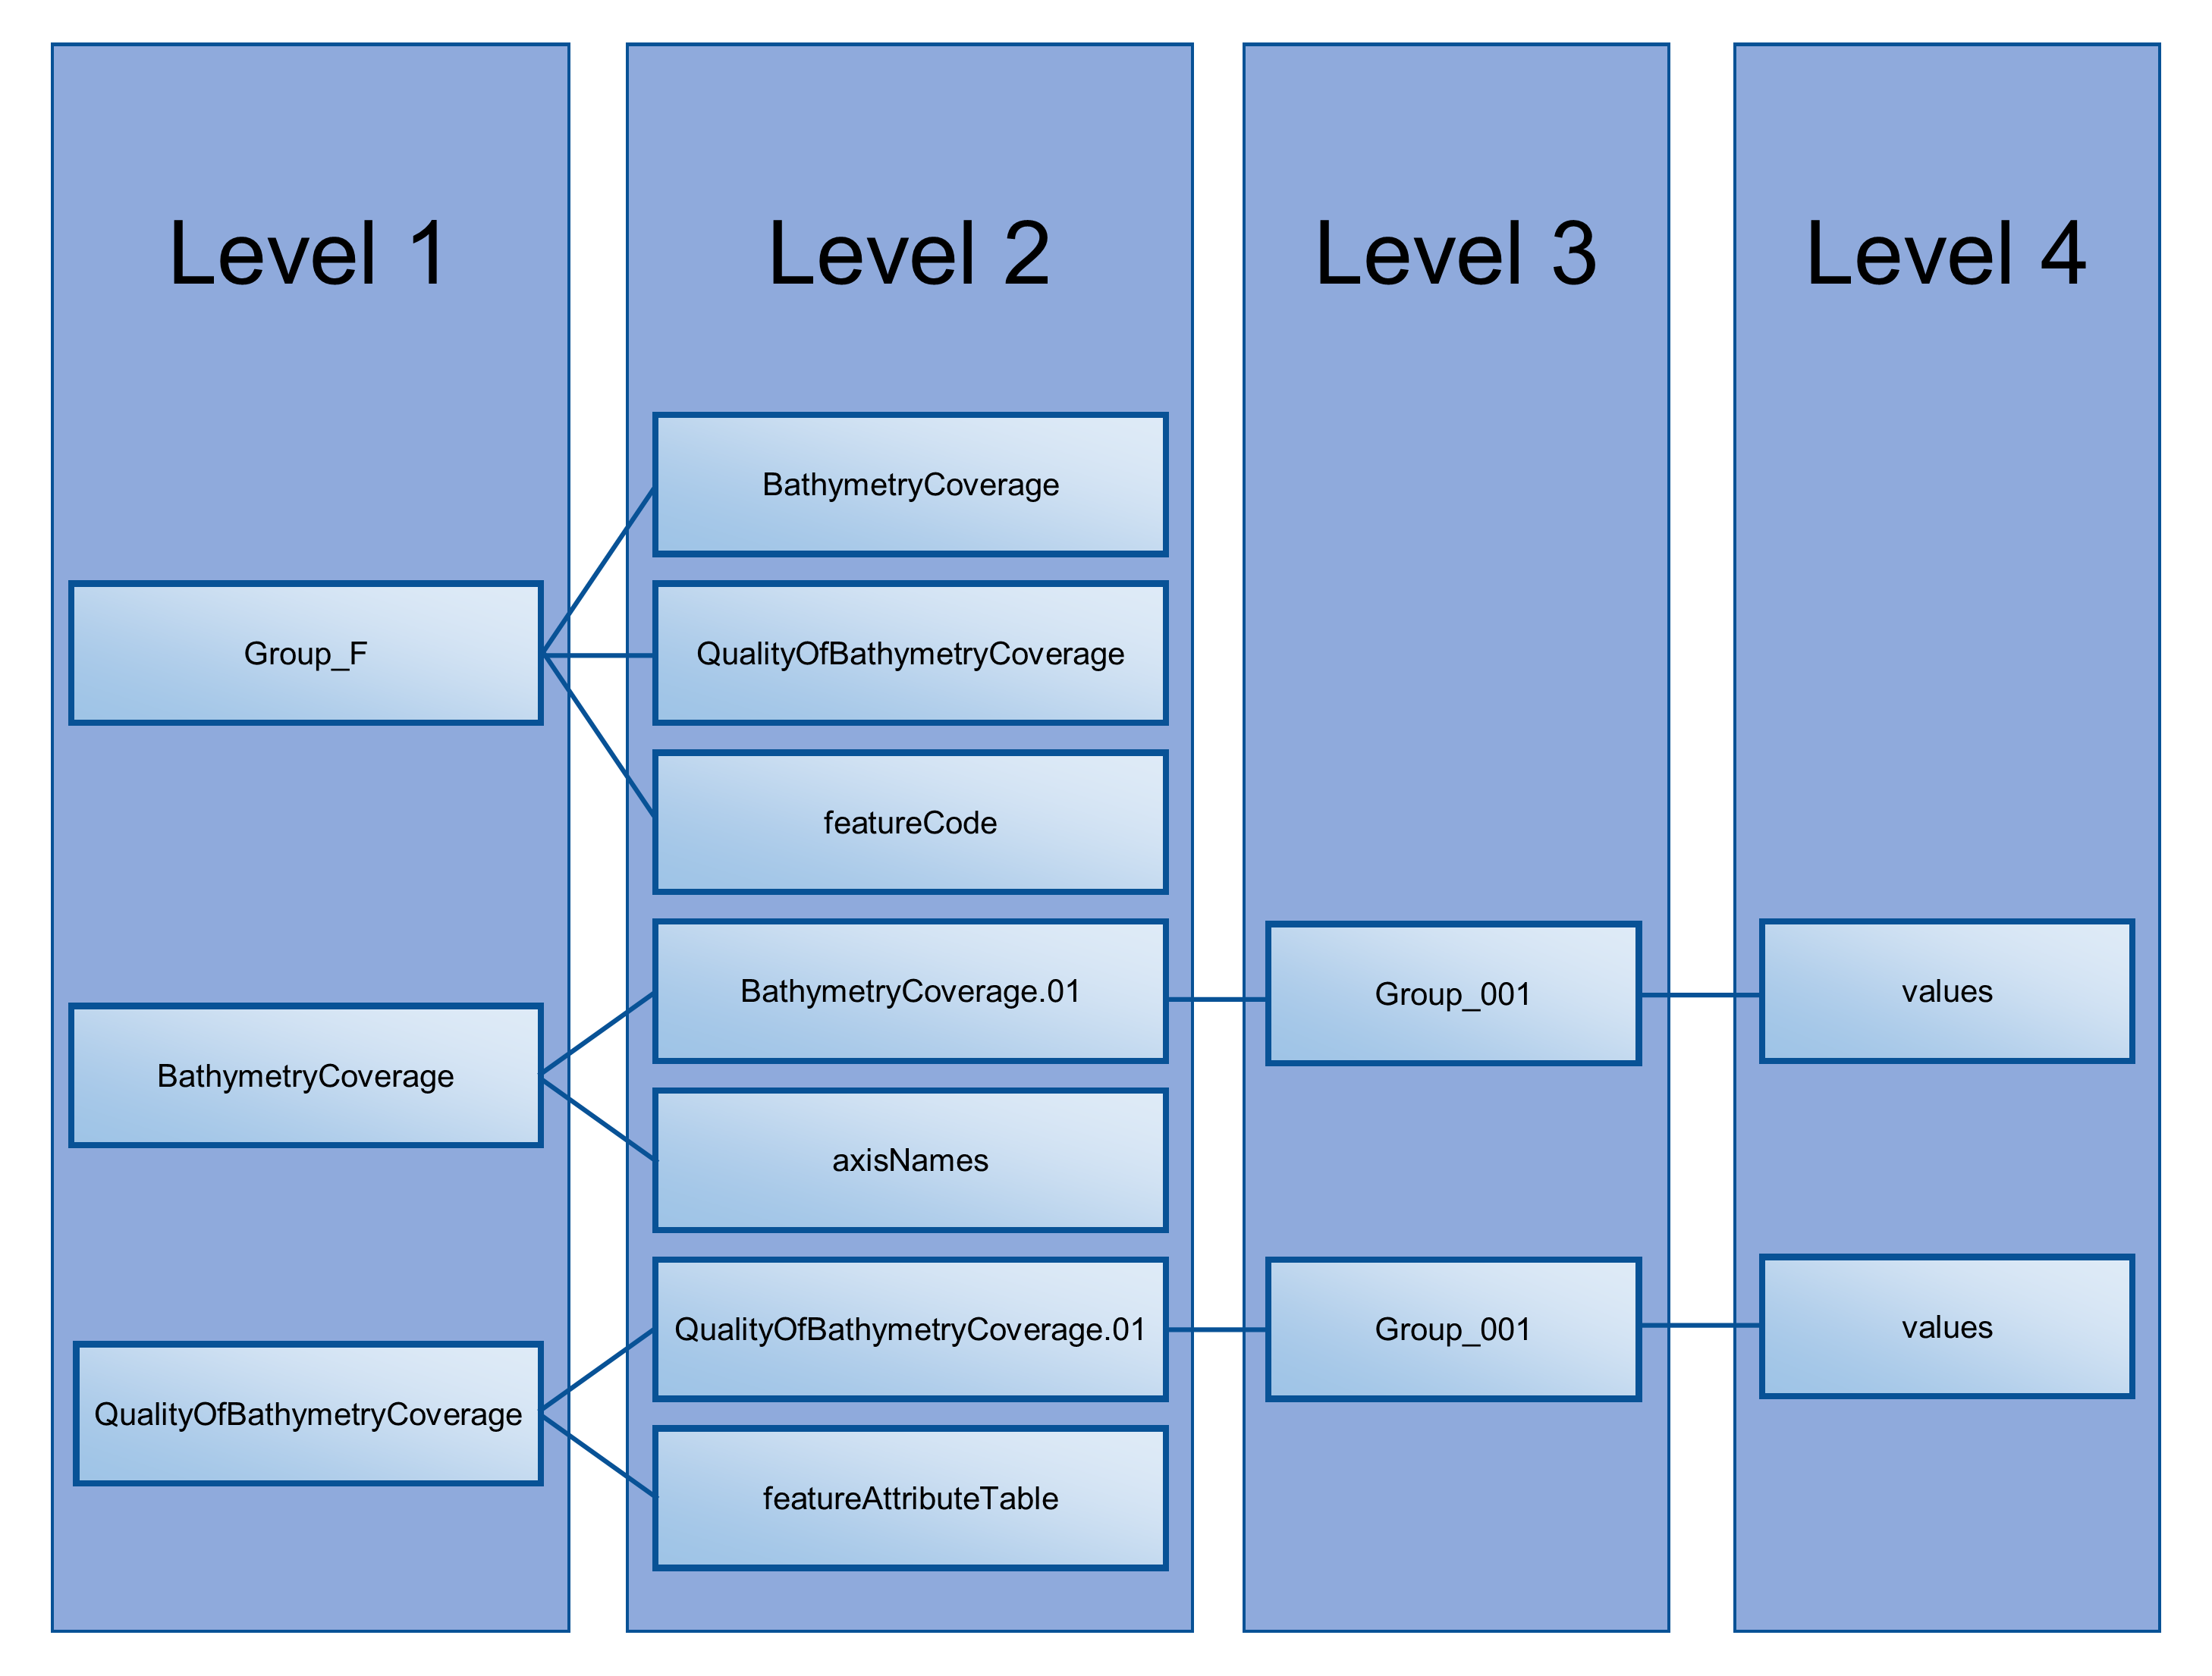 Level 1
Level 2
Level 3
Level 4
BathymetryCoverage
Group_F
QualityOfBathymetryCoverage
featureCode
BathymetryCoverage.01
Group_001
values
BathymetryCoverage
axisNames
QualityOfBathymetryCoverage.01
Group_001
values
QualityOfBathymetryCoverage
featureAttributeTable